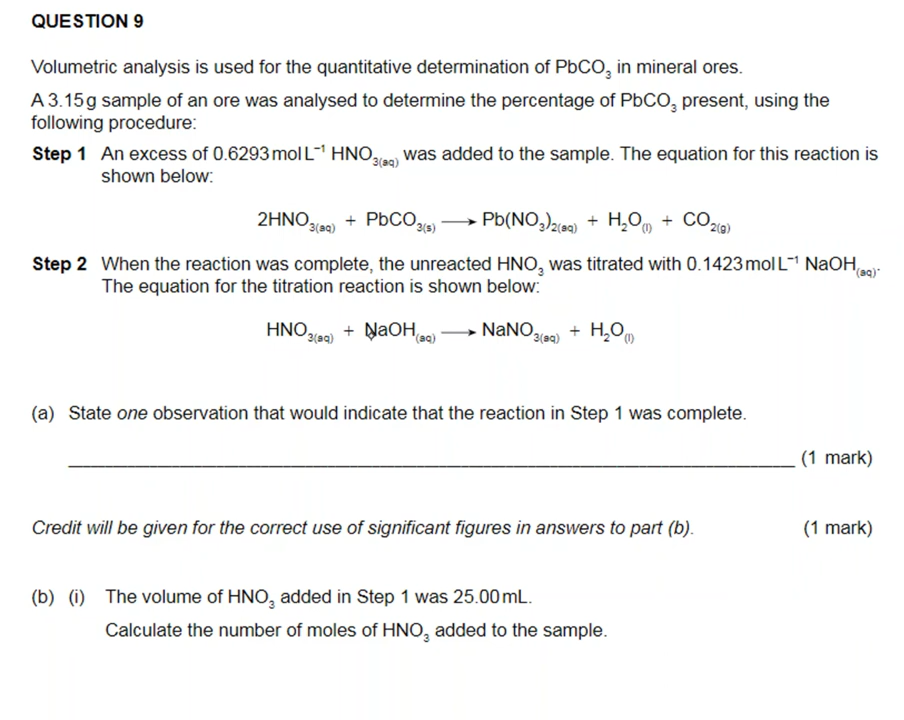 QUESTION 9
Volumetric analysis is used for the quantitative determination of PbCO₃ in mineral ores.
A 3.15 g sample of an ore was analysed to determine the percentage of PbCO₃ present, using the
following procedure:
Step 1 An excess of 0.6293 mol L⁻¹ HNO₃(aq) was added to the sample. The equation for this reaction is
shown below:
2HNO₃(aq) + PbCO₃(s) ⟶ Pb(NO₃)₂(aq) + H₂O(l) + CO₂(g)
Step 2 When the reaction was complete, the unreacted HNO₃ was titrated with 0.1423 mol L⁻¹ NaOH(aq).
The equation for the titration reaction is shown below:
HNO₃(aq) + NaOH(aq) ⟶ NaNO₃(aq) + H₂O(l)
(a) State one observation that would indicate that the reaction in Step 1 was complete.
(1 mark)
Credit will be given for the correct use of significant figures in answers to part (b). (1 mark)
(b) (i) The volume of HNO₃ added in Step 1 was 25.00 mL.
Calculate the number of moles of HNO₃ added to the sample.